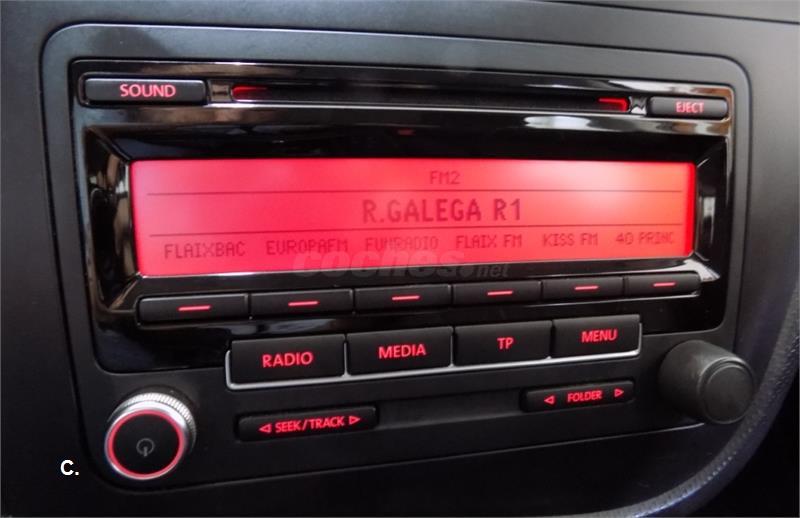 SOUND EJECT
FM2
R.GALEGA R1
FLAIXBAC EUROPAFM FUNRADIO FLAIX FM KISS FM 40 PRINC
coches.net
RADIO MEDIA TP MENU
SEEK/TRACK FOLDER
C.